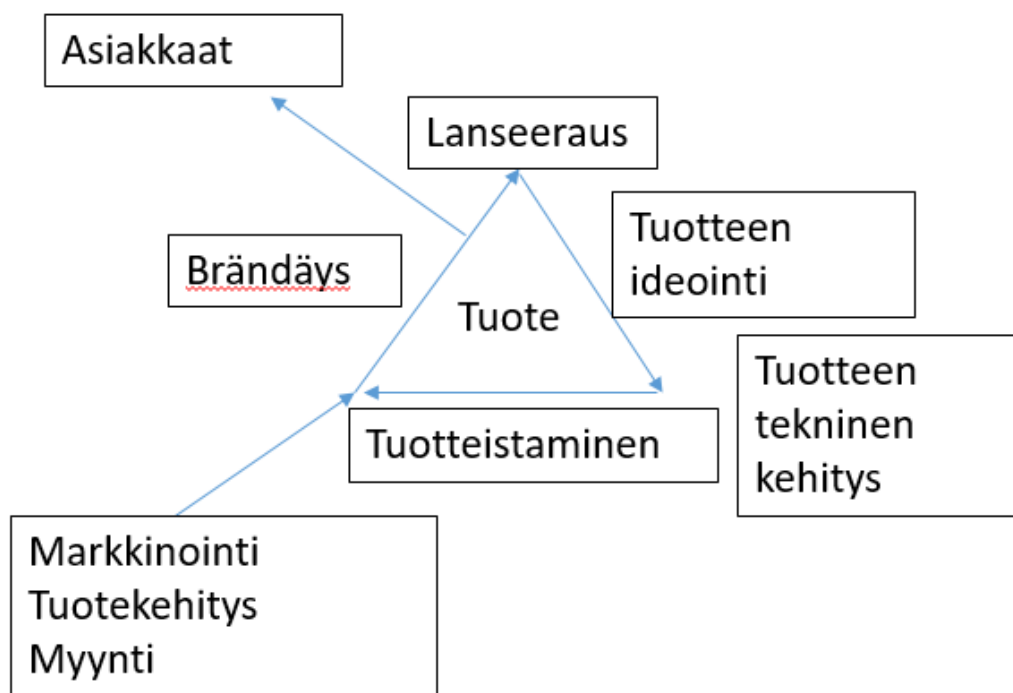 Asiakkaat
Lanseeraus
Tuotteen
ideointi
Brändäys
Tuote
Tuotteen
tekninen
kehitys
Tuotteistaminen
Markkinointi
Tuotekehitys
Myynti